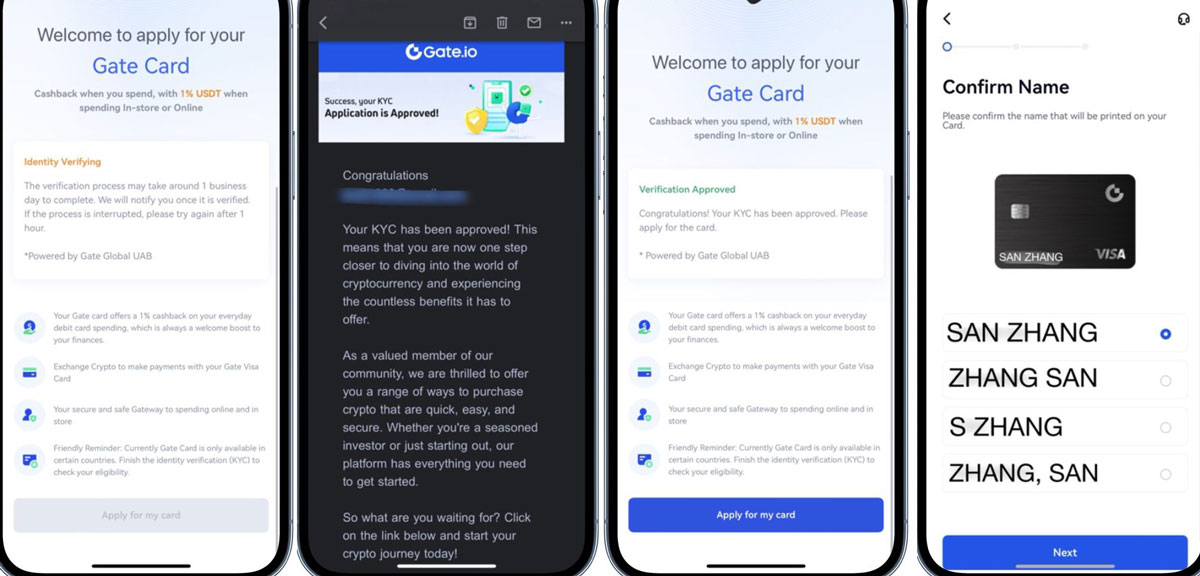 Welcome to apply for your
Gate Card
Cashback when you spend, with 1% USDT when
spending In-store or Online
Identity Verifying
The verification process may take around 1 business
day to complete. We will notify you once it is verified.
If the process is interrupted, please try again after 1
hour.
*Powered by Gate Global UAB
Your Gate card offers a 1% cashback on your everyday
debit card spending, which is always a welcome boost to
your finances.
Exchange Crypto to make payments with your Gate Visa
Card
Your secure and safe Gateway to spending online and in
store
Friendly Reminder: Currently Gate Card is only available in
certain countries. Finish the identity verification (KYC) to
check your eligibility.
Apply for my card
Gate.io
Success, your KYC
Application is Approved!
Congratulations
Your KYC has been approved! This
means that you are now one step
closer to diving into the world of
cryptocurrency and experiencing
the countless benefits it has to
offer.
As a valued member of our
community, we are thrilled to offer
you a range of ways to purchase
crypto that are quick, easy, and
secure. Whether you're a seasoned
investor or just starting out, our
platform has everything you need
to get started.
So what are you waiting for? Click
on the link below and start your
crypto journey today!
Welcome to apply for your
Gate Card
Cashback when you spend, with 1% USDT when
spending In-store or Online
Verification Approved
Congratulations! Your KYC has been approved. Please
apply for the card.
* Powered by Gate Global UAB
Your Gate card offers a 1% cashback on your everyday
debit card spending, which is always a welcome boost to
your finances.
Exchange Crypto to make payments with your Gate Visa
Card
Your secure and safe Gateway to spending online and in
store
Friendly Reminder: Currently Gate Card is only available in
certain countries. Finish the identity verification (KYC) to
check your eligibility.
Apply for my card
Confirm Name
Please confirm the name that will be printed on your
Card.
SAN ZHANG
VISA
SAN ZHANG
ZHANG SAN
S ZHANG
ZHANG, SAN
Next